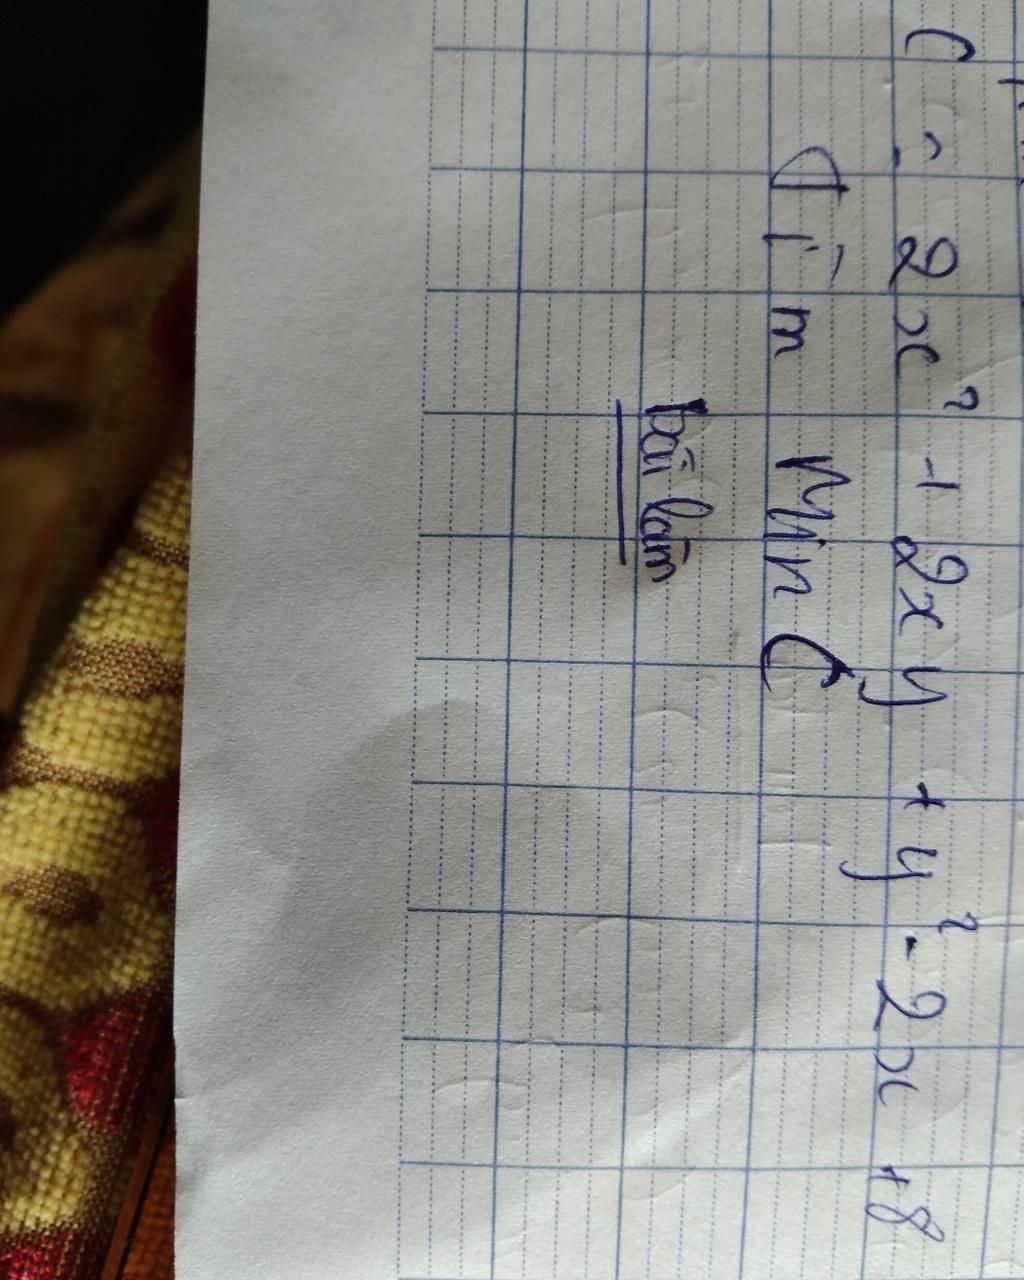 C = 2x² + 2xy + y² - 2x + 8
Tìm Min C
bài làm